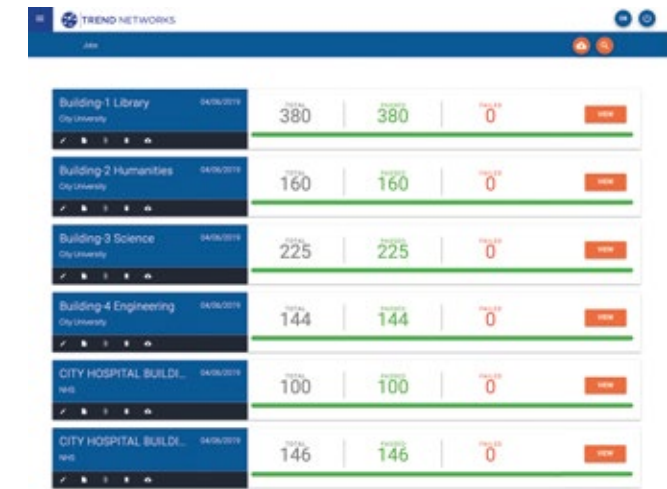 TREND NETWORKS
Jobs
Building-1 Library 04/06/2019
City University
TOTAL PASSED FAILED
380 380 0
VIEW
Building-2 Humanities 04/06/2019
City University
TOTAL PASSED FAILED
160 160 0
VIEW
Building-3 Science 04/06/2019
City University
TOTAL PASSED FAILED
225 225 0
VIEW
Building-4 Engineering 04/06/2019
City University
TOTAL PASSED FAILED
144 144 0
VIEW
CITY HOSPITAL BUILDI... 04/06/2019
NHS
TOTAL PASSED FAILED
100 100 0
VIEW
CITY HOSPITAL BUILDI... 04/06/2019
NHS
TOTAL PASSED FAILED
146 146 0
VIEW